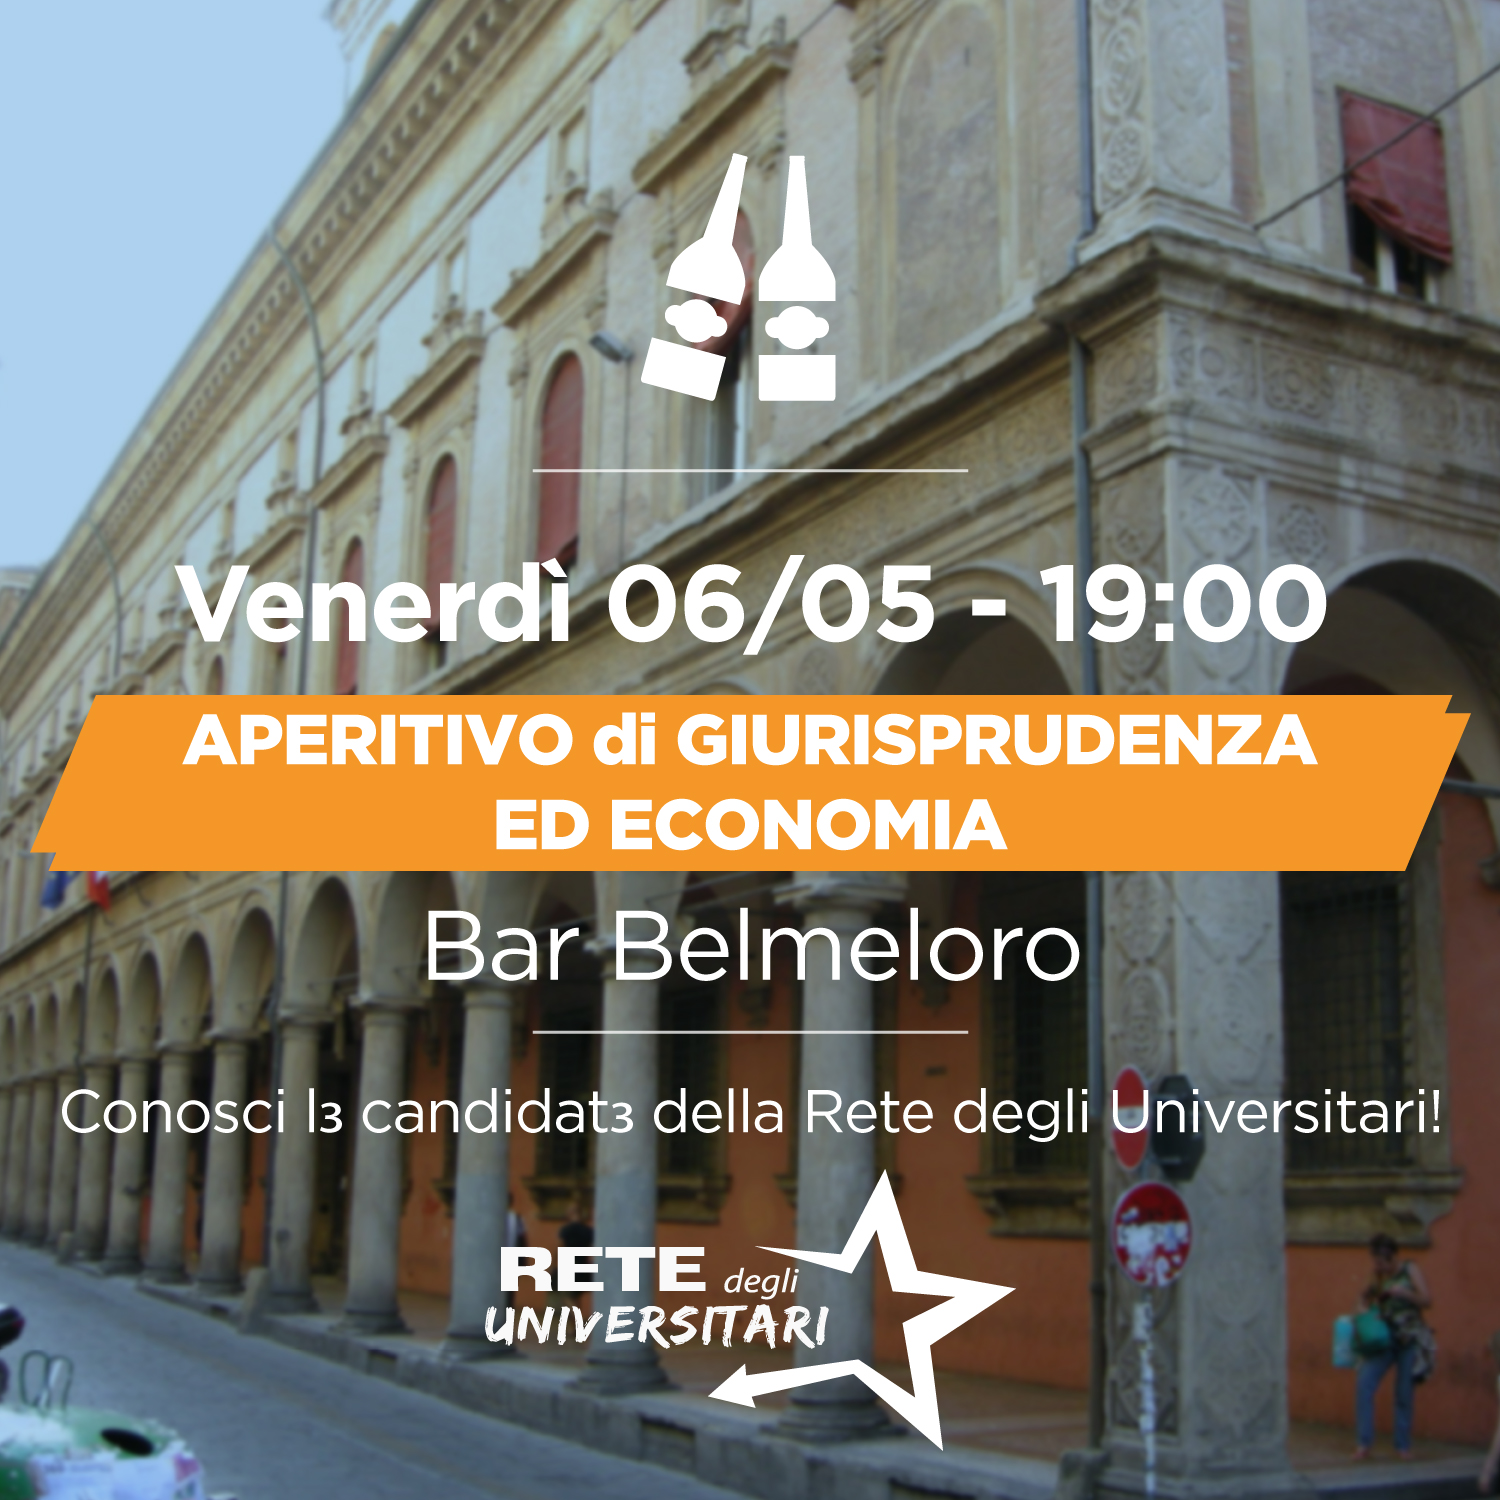 Venerdì 06/05 - 19:00
APERITIVO di GIURISPRUDENZA
ED ECONOMIA
Bar Belmeloro
Conosci lɜ candidatɜ della Rete degli Universitari!
RETE degli
UNIVERSITARI